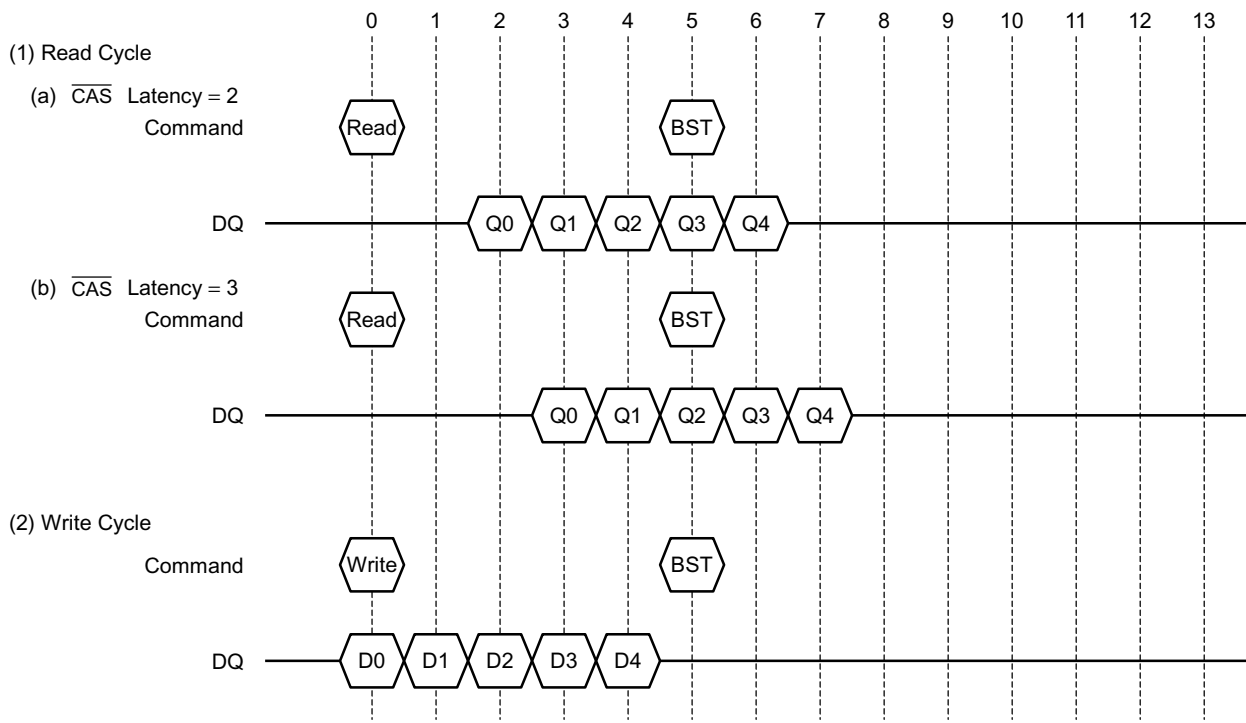 0 1 2 3 4 5 6 7 8 9 10 11 12 13
(1) Read Cycle
(a) CAS Latency = 2
Command Read BST
DQ Q0 Q1 Q2 Q3 Q4
(b) CAS Latency = 3
Command Read BST
DQ Q0 Q1 Q2 Q3 Q4
(2) Write Cycle
Command Write BST
DQ D0 D1 D2 D3 D4